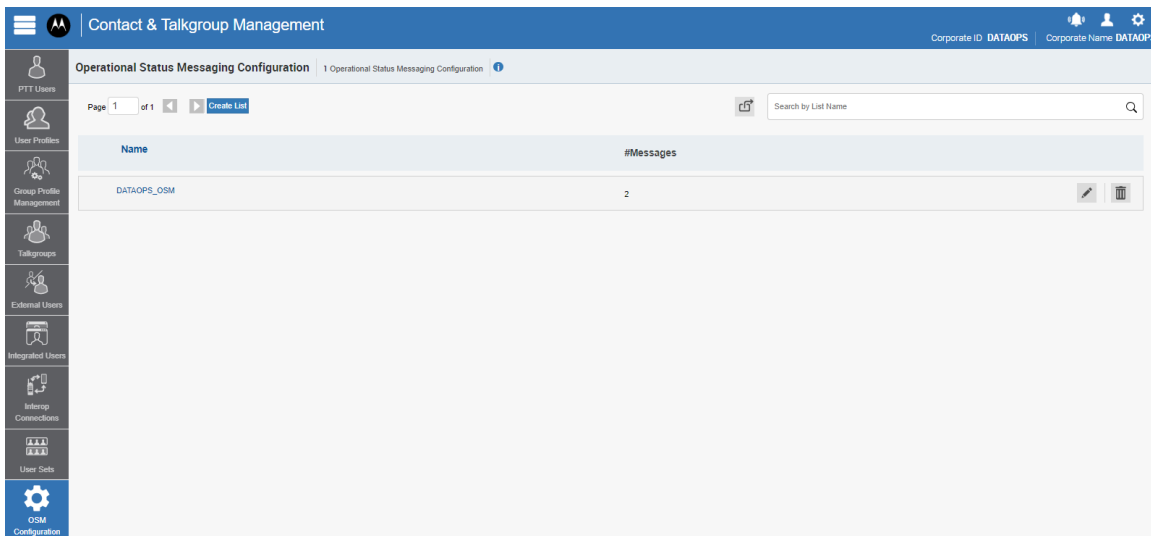 Contact & Talkgroup Management
Corporate ID DATAOPS
Corporate Name DATAOP
PTT Users
User Profiles
Group Profile
Management
Talkgroups
External Users
Integrated Users
Interop
Connections
User Sets
OSM
Configuration
Operational Status Messaging Configuration
1 Operational Status Messaging Configuration
Page 1 of 1
Create List
Search by List Name
Name
#Messages
DATAOPS_OSM
2